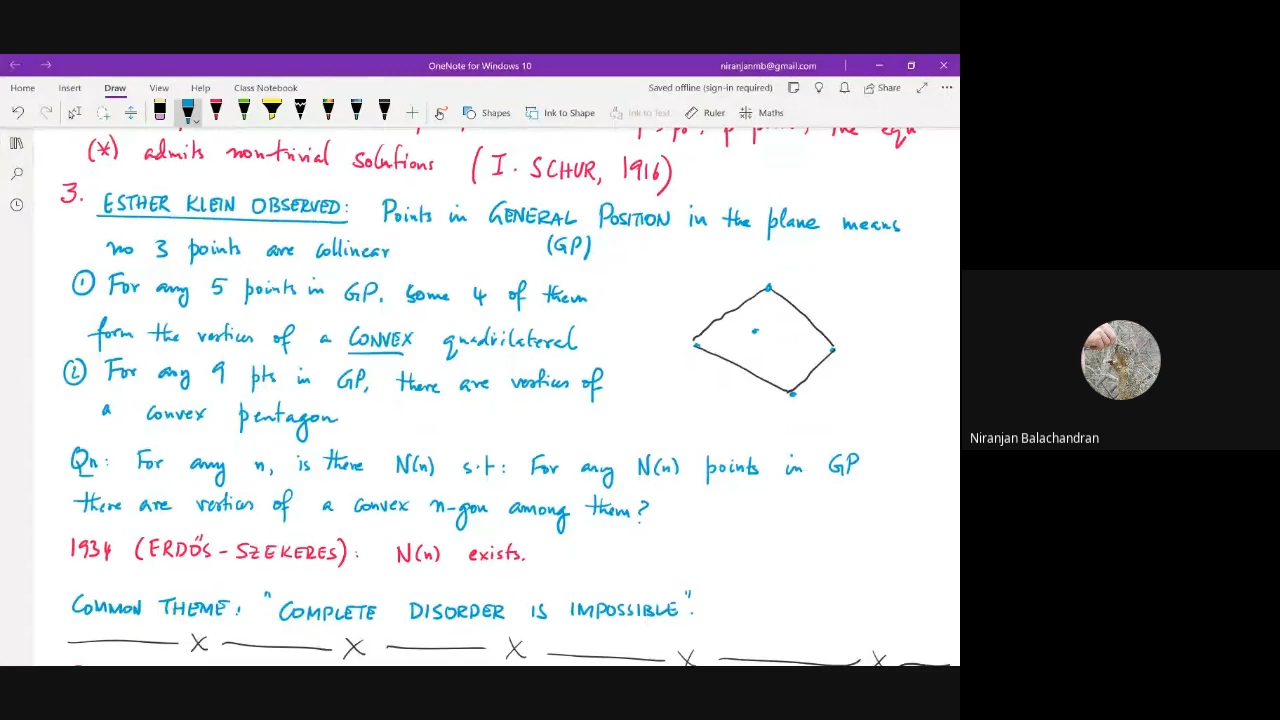 OneNote for Windows 10
niranjanmb@gmail.com
Home Insert Draw View Help Class Notebook
Saved offline (sign-in required) Share
Shapes Ink to Shape Ink to Text Ruler Maths
(*) admits nontrivial solutions (I. SCHUR, 1916)
3. ESTHER KLEIN OBSERVED: Points in GENERAL POSITION in the plane means
no 3 points are collinear (GP)
① For any 5 points in GP, some 4 of them
form the vertices of a CONVEX quadrilateral
② For any 9 pts in GP, there are vertices of
a convex pentagon
Qn: For any n, is there N(n) s.t: For any N(n) points in GP
there are vertices of a convex n-gon among them?
1934 (ERDŐS - SZEKERES): N(n) exists.
COMMON THEME: "COMPLETE DISORDER IS IMPOSSIBLE".
Niranjan Balachandran